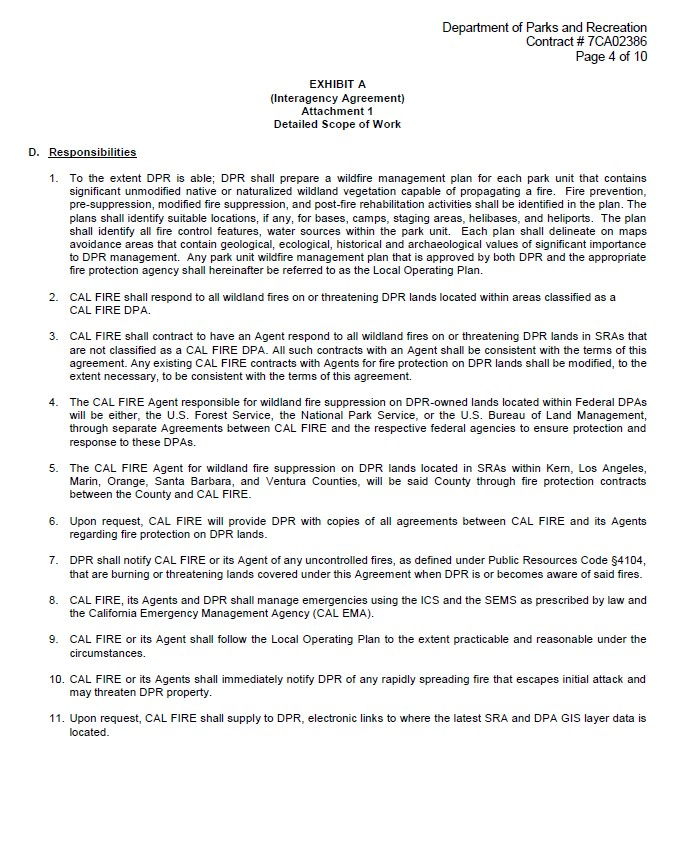 Department of Parks and Recreation
Contract # 7CA02386
Page 4 of 10
EXHIBIT A
(Interagency Agreement)
Attachment 1
Detailed Scope of Work
D. Responsibilities
1. To the extent DPR is able; DPR shall prepare a wildfire management plan for each park unit that contains
significant unmodified native or naturalized wildland vegetation capable of propagating a fire. Fire prevention,
pre-suppression, modified fire suppression, and post-fire rehabilitation activities shall be identified in the plan. The
plans shall identify suitable locations, if any, for bases, camps, staging areas, helibases, and heliports. The plan
shall identify all fire control features, water sources within the park unit. Each plan shall delineate on maps
avoidance areas that contain geological, ecological, historical and archaeological values of significant importance
to DPR management. Any park unit wildfire management plan that is approved by both DPR and the appropriate
fire protection agency shall hereinafter be referred to as the Local Operating Plan.
2. CAL FIRE shall respond to all wildland fires on or threatening DPR lands located within areas classified as a
CAL FIRE DPA.
3. CAL FIRE shall contract to have an Agent respond to all wildland fires on or threatening DPR lands in SRAs that
are not classified as a CAL FIRE DPA. All such contracts with an Agent shall be consistent with the terms of this
agreement. Any existing CAL FIRE contracts with Agents for fire protection on DPR lands shall be modified, to the
extent necessary, to be consistent with the terms of this agreement.
4. The CAL FIRE Agent responsible for wildland fire suppression on DPR-owned lands located within Federal DPAs
will be either, the U.S. Forest Service, the National Park Service, or the U.S. Bureau of Land Management,
through separate Agreements between CAL FIRE and the respective federal agencies to ensure protection and
response to these DPAs.
5. The CAL FIRE Agent for wildland fire suppression on DPR lands located in SRAs within Kern, Los Angeles,
Marin, Orange, Santa Barbara, and Ventura Counties, will be said County through fire protection contracts
between the County and CAL FIRE.
6. Upon request, CAL FIRE will provide DPR with copies of all agreements between CAL FIRE and its Agents
regarding fire protection on DPR lands.
7. DPR shall notify CAL FIRE or its Agent of any uncontrolled fires, as defined under Public Resources Code §4104,
that are burning or threatening lands covered under this Agreement when DPR is or becomes aware of said fires.
8. CAL FIRE, its Agents and DPR shall manage emergencies using the ICS and the SEMS as prescribed by law and
the California Emergency Management Agency (CAL EMA).
9. CAL FIRE or its Agent shall follow the Local Operating Plan to the extent practicable and reasonable under the
circumstances.
10. CAL FIRE or its Agents shall immediately notify DPR of any rapidly spreading fire that escapes initial attack and
may threaten DPR property.
11. Upon request, CAL FIRE shall supply to DPR, electronic links to where the latest SRA and DPA GIS layer data is
located.